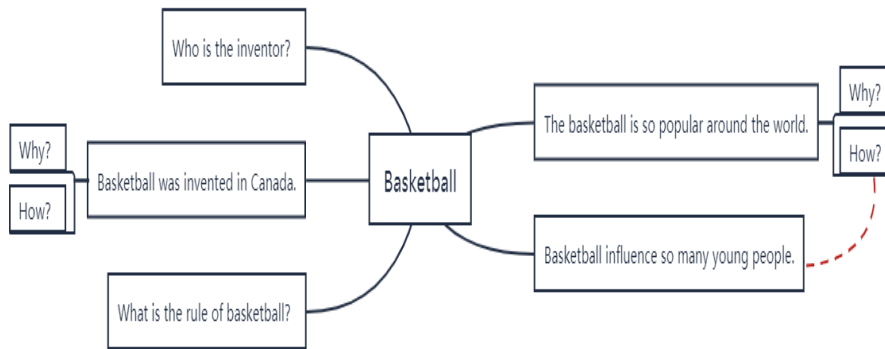 Who is the inventor?
Why?
How?
Basketball was invented in Canada.
What is the rule of basketball?
Basketball
The basketball is so popular around the world.
Why?
How?
Basketball influence so many young people.